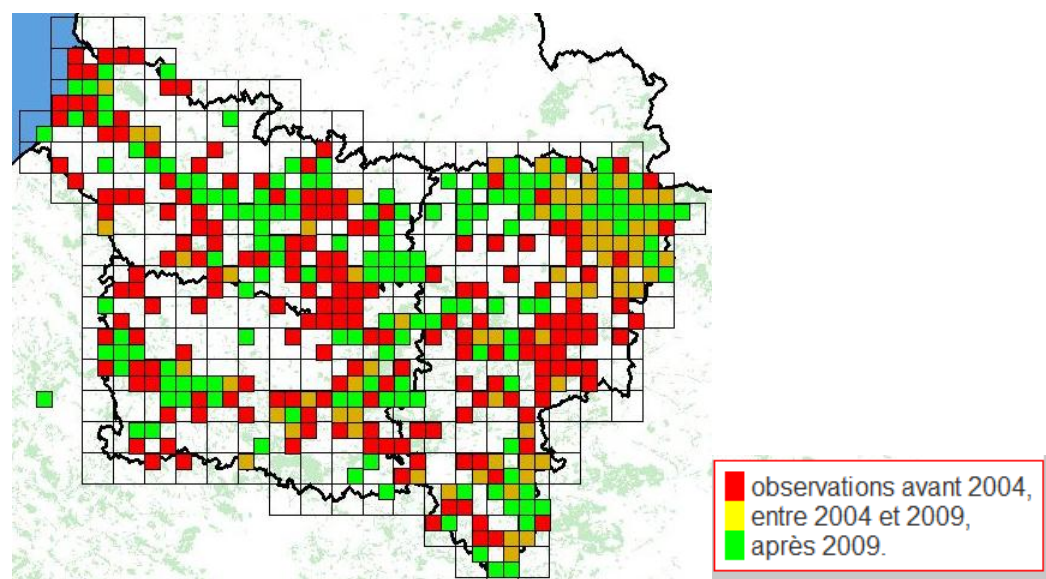 observations avant 2004,
entre 2004 et 2009,
après 2009.